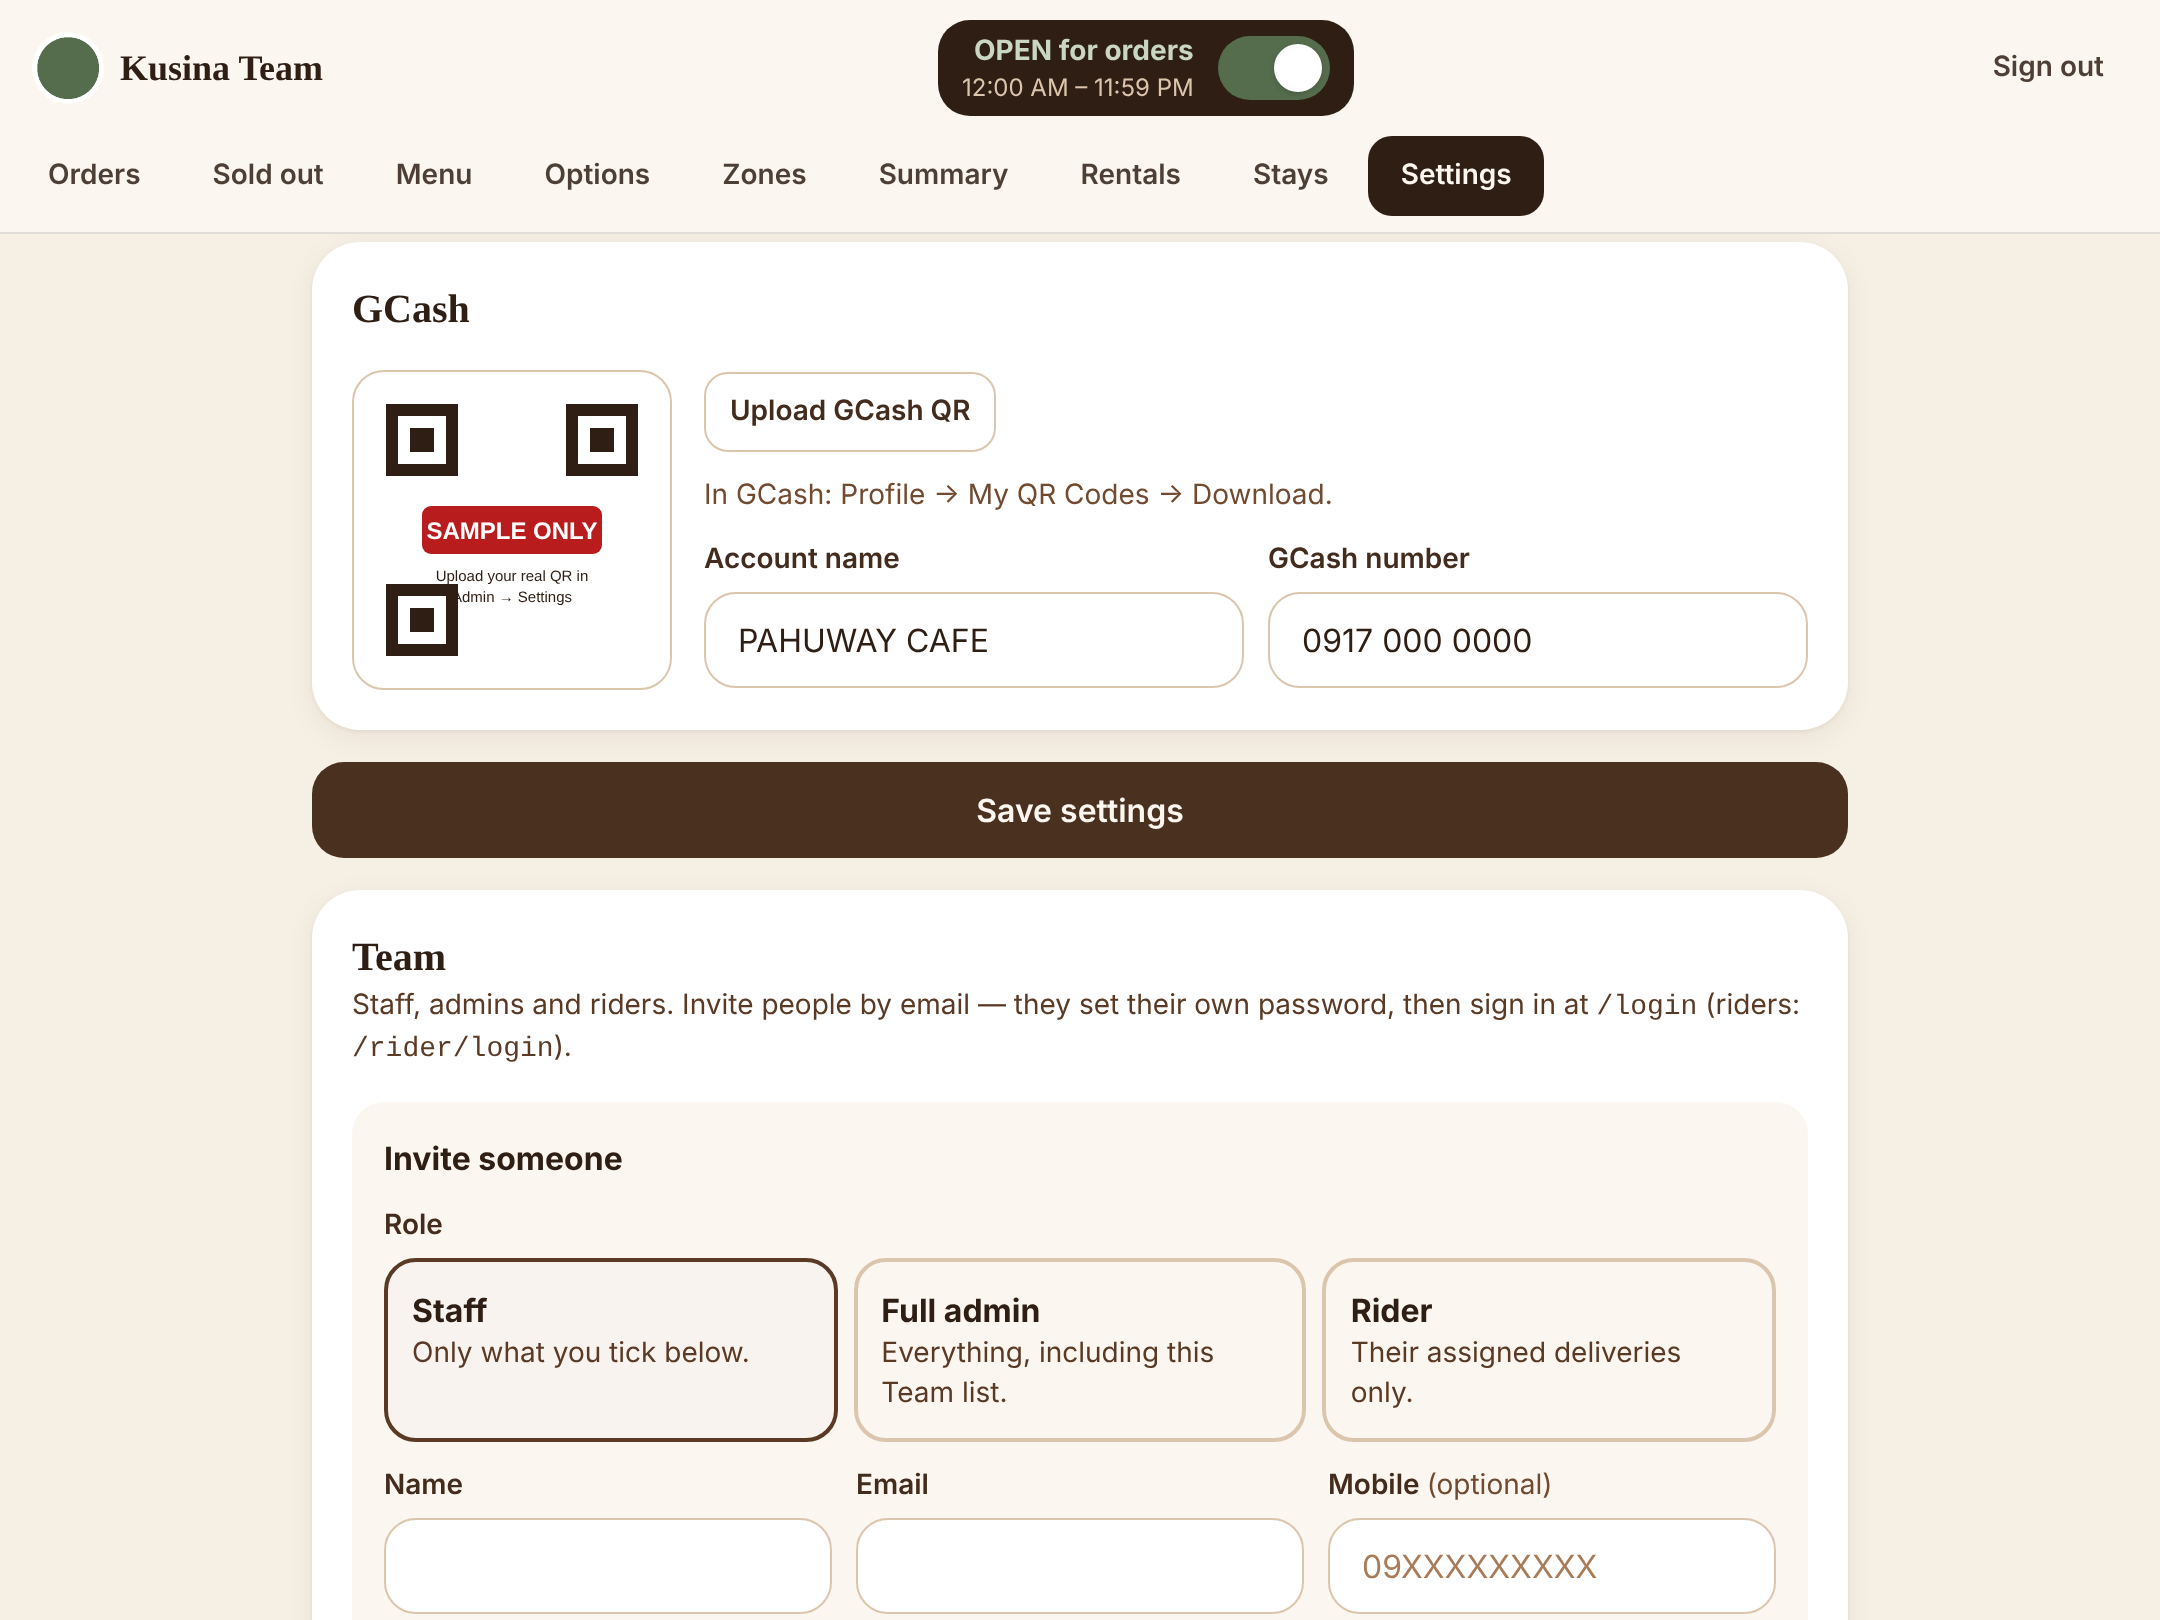 Kusina Team
OPEN for orders
12:00 AM – 11:59 PM
Sign out
Orders
Sold out
Menu
Options
Zones
Summary
Rentals
Stays
Settings
GCash
SAMPLE ONLY
Upload your real QR in
Admin → Settings
Upload GCash QR
In GCash: Profile → My QR Codes → Download.
Account name
GCash number
PAHUWAY CAFE
0917 000 0000
Save settings
Team
Staff, admins and riders. Invite people by email — they set their own password, then sign in at /login (riders:
/rider/login).
Invite someone
Role
Staff
Only what you tick below.
Full admin
Everything, including this
Team list.
Rider
Their assigned deliveries
only.
Name
Email
Mobile (optional)
09XXXXXXXXX